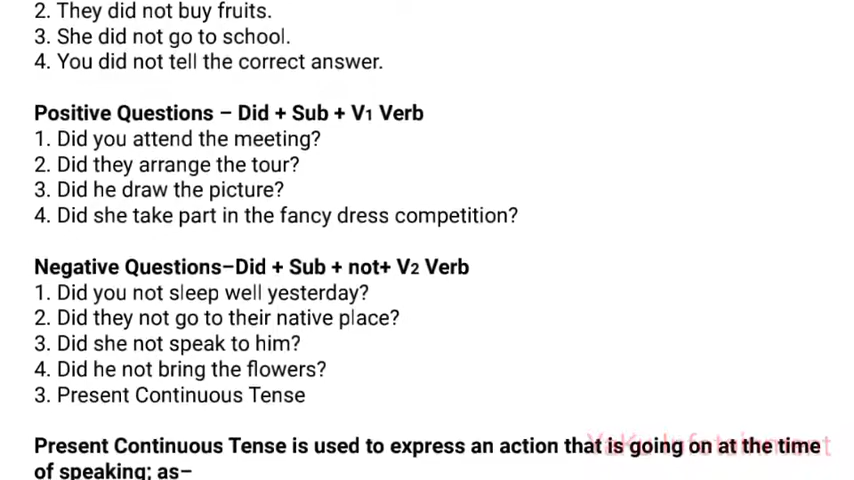 2. They did not buy fruits.
3. She did not go to school.
4. You did not tell the correct answer.
Positive Questions – Did + Sub + V1 Verb
1. Did you attend the meeting?
2. Did they arrange the tour?
3. Did he draw the picture?
4. Did she take part in the fancy dress competition?
Negative Questions–Did + Sub + not+ V2 Verb
1. Did you not sleep well yesterday?
2. Did they not go to their native place?
3. Did she not speak to him?
4. Did he not bring the flowers?
3. Present Continuous Tense
Present Continuous Tense is used to express an action that is going on at the time
of speaking; as–